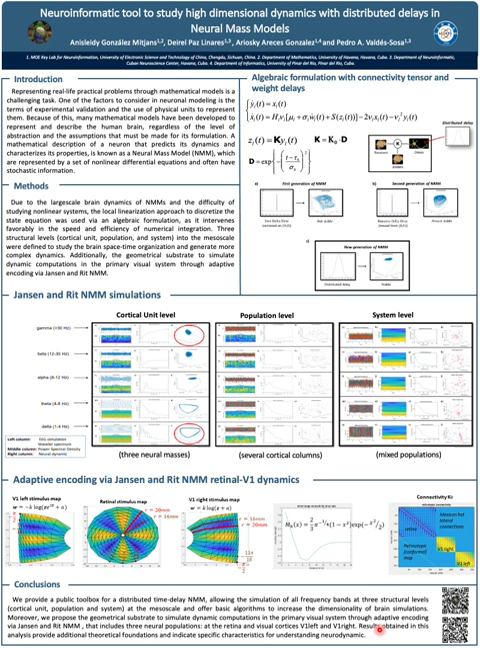 Neuroinformatic tool to study high dimensional dynamics with distributed delays in
Neural Mass Models
Anisleidy González Mitjans1,2, Deirel Paz Linares1,3, Ariosky Areces Gonzalez1,4 and Pedro A. Valdés-Sosa1,3
1. MOE Key Lab for Neuroinformation, University of Electronic Science and Technology of China, Chengdu, Sichuan, China. 2. Department of Mathematics, University of Havana, Havana, Cuba. 3. Department of Neuroinformatic,
Cuban Neuroscience Center, Havana, Cuba. 4. Department of Informatics, University of Pinar del Rio, Pinar del Rio, Cuba.
Introduction
Representing real-life practical problems through mathematical models is a
challenging task. One of the factors to consider in neuronal modeling is the
terms of experimental validation and the use of physical units to represent
them. Because of this, many mathematical models have been developed to
represent and describe the human brain, regardless of the level of
abstraction and the assumptions that must be made for its formulation. A
mathematical description of a neuron that predicts its dynamics and
characterizes its properties, is known as a Neural Mass Model (NMM), which
are represented by a set of nonlinear differential equations and often have
stochastic information.
Methods
Due to the largescale brain dynamics of NMMs and the difficulty of
studying nonlinear systems, the local linearization approach to discretize the
state equation was used via an algebraic formulation, as it intervenes
favorably in the speed and efficiency of numerical integration. Three
structural levels (cortical unit, population, and system) into the mesoscale
were defined to study the brain space-time organization and generate more
complex dynamics. Additionally, the geometrical substrate to simulate
dynamic computations in the primary visual system through adaptive
encoding via Jansen and Rit NMM.
Algebraic formulation with connectivity tensor and
weight delays
Distributed delay
a) First generation of NMM
b) Second generation of NMM
c) New generation of NMM
Distributed delay
Jansen and Rit NMM simulations
Cortical Unit level
Population level
System level
gamma (>30 Hz)
beta (12-30 Hz)
alpha (8-12 Hz)
theta (4-8 Hz)
delta (1-4 Hz)
Left column: EEG simulation
Wavelet spectrum
Middle column: Power Spectral Density
Right column: Neural dynamic
(three neural masses)
(several cortical columns)
(mixed populations)
Adaptive encoding via Jansen and Rit NMM retinal-V1 dynamics
V1 left stimulus map
Retinal stimulus map
V1 right stimulus map
Connectivity K0
r = 20mm
r = 16mm
r = 16mm
r = 20mm
retina
Mexican hat
lateral
connections
Retinotopic
(conformal)
map
V1 right
V1 left
Conclusions
We provide a public toolbox for a distributed time-delay NMM, allowing the simulation of all frequency bands at three structural levels
(cortical unit, population and system) at the mesoscale and offer basic algorithms to increase the dimensionality of brain simulations.
Moreover, we propose the geometrical substrate to simulate dynamic computations in the primary visual system through adaptive encoding
via Jansen and Rit NMM , that includes three neural populations: at the retina and visual cortices V1left and V1right. Results obtained in this
analysis provide additional theoretical foundations and indicate specific characteristics for understanding neurodynamic.